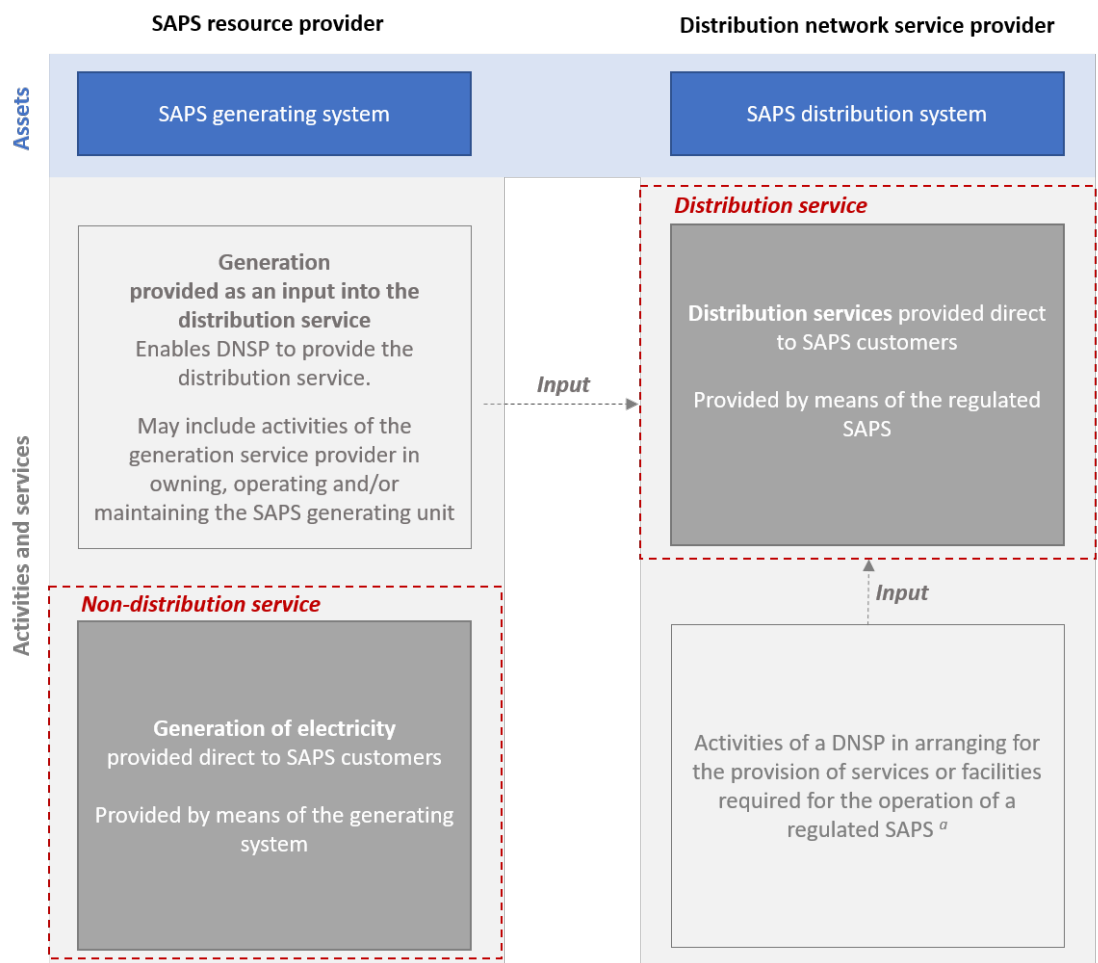 SAPS resource provider
Distribution network service provider
Assets
SAPS generating system
SAPS distribution system
Activities and services
Generation
provided as an input into the
distribution service
Enables DNSP to provide the
distribution service.
May include activities of the
generation service provider in
owning, operating and/or
maintaining the SAPS generating unit
Input
Distribution service
Distribution services provided direct
to SAPS customers
Provided by means of the regulated
SAPS
Non-distribution service
Generation of electricity
provided direct to SAPS customers
Provided by means of the generating
system
Input
Activities of a DNSP in arranging for
the provision of services or facilities
required for the operation of a
regulated SAPS a